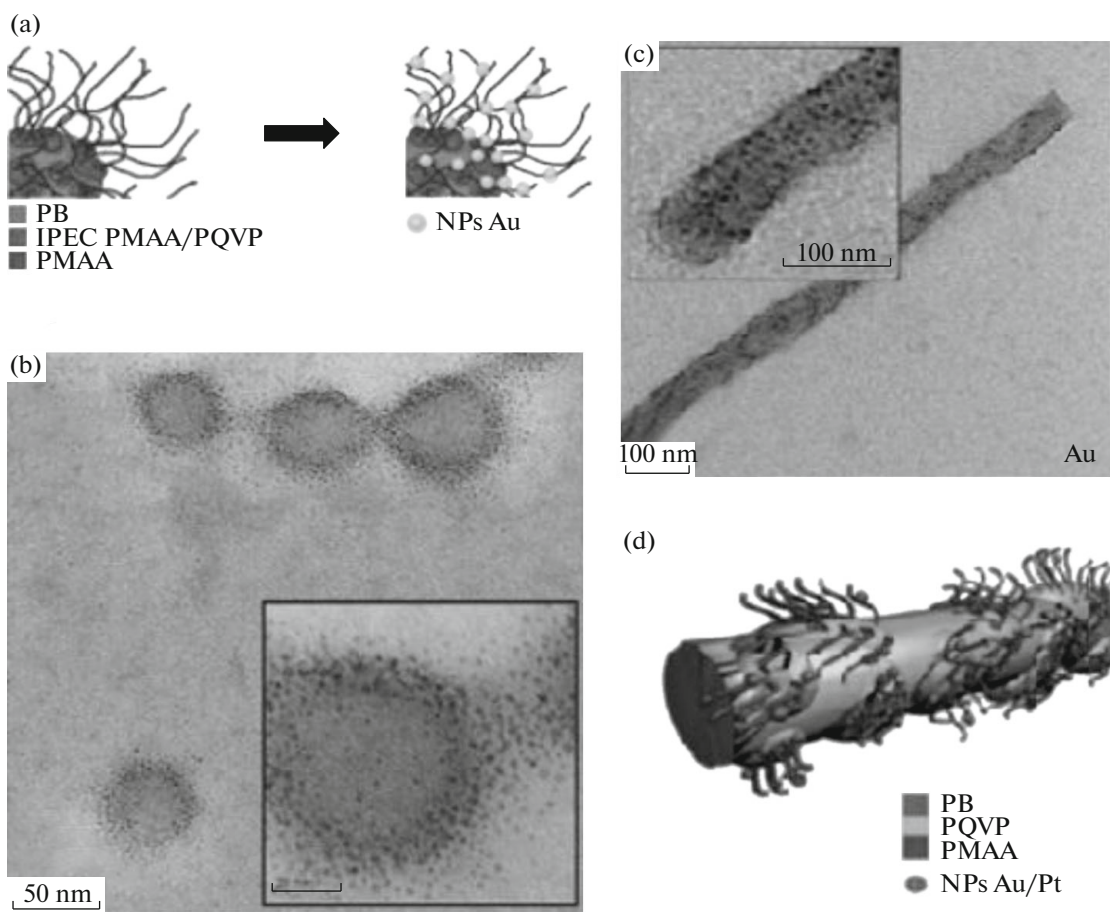 (a)
PB
IPEC PMAA/PQVP
PMAA
NPs Au
(b)
50 nm
(c)
100 nm
100 nm
Au
(d)
PB
PQVP
PMAA
NPs Au/Pt